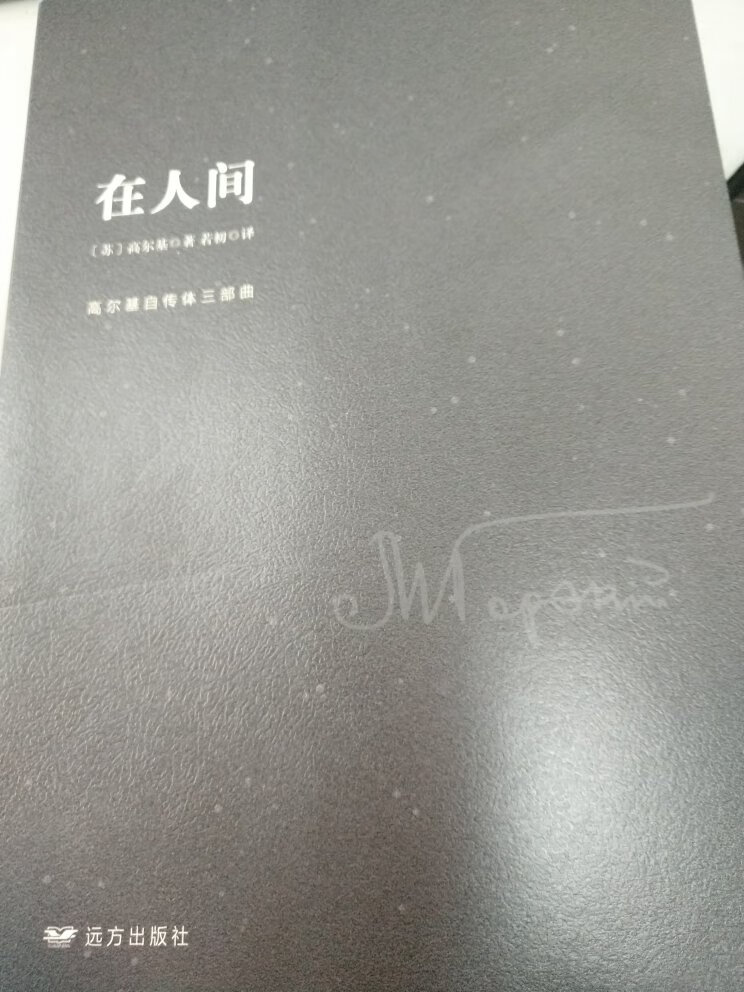 在人间
［苏］高尔基◎著 若初◎译
高尔基自传体三部曲
М Горький
远方出版社